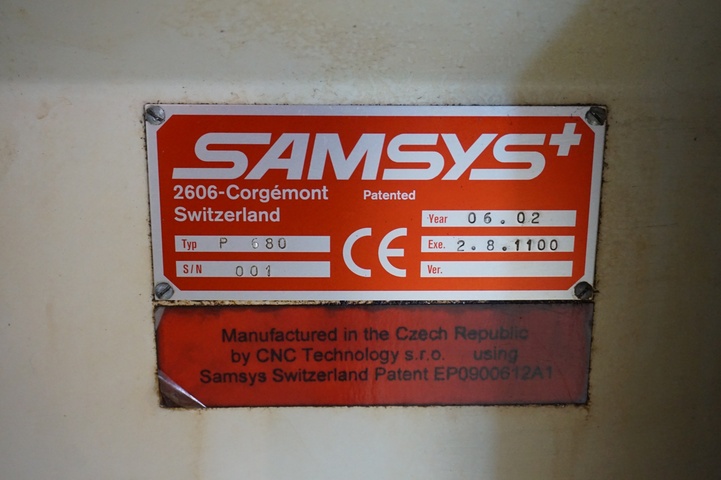 SAMSYS+
2606-Corgémont Patented
Switzerland
Year 06.02
Typ P 680
Exe. 2.8.1100
S/N 001
Ver.
CE
Manufactured in the Czech Republic
by CNC Technology s.r.o. using
Samsys Switzerland Patent EP0900612A1